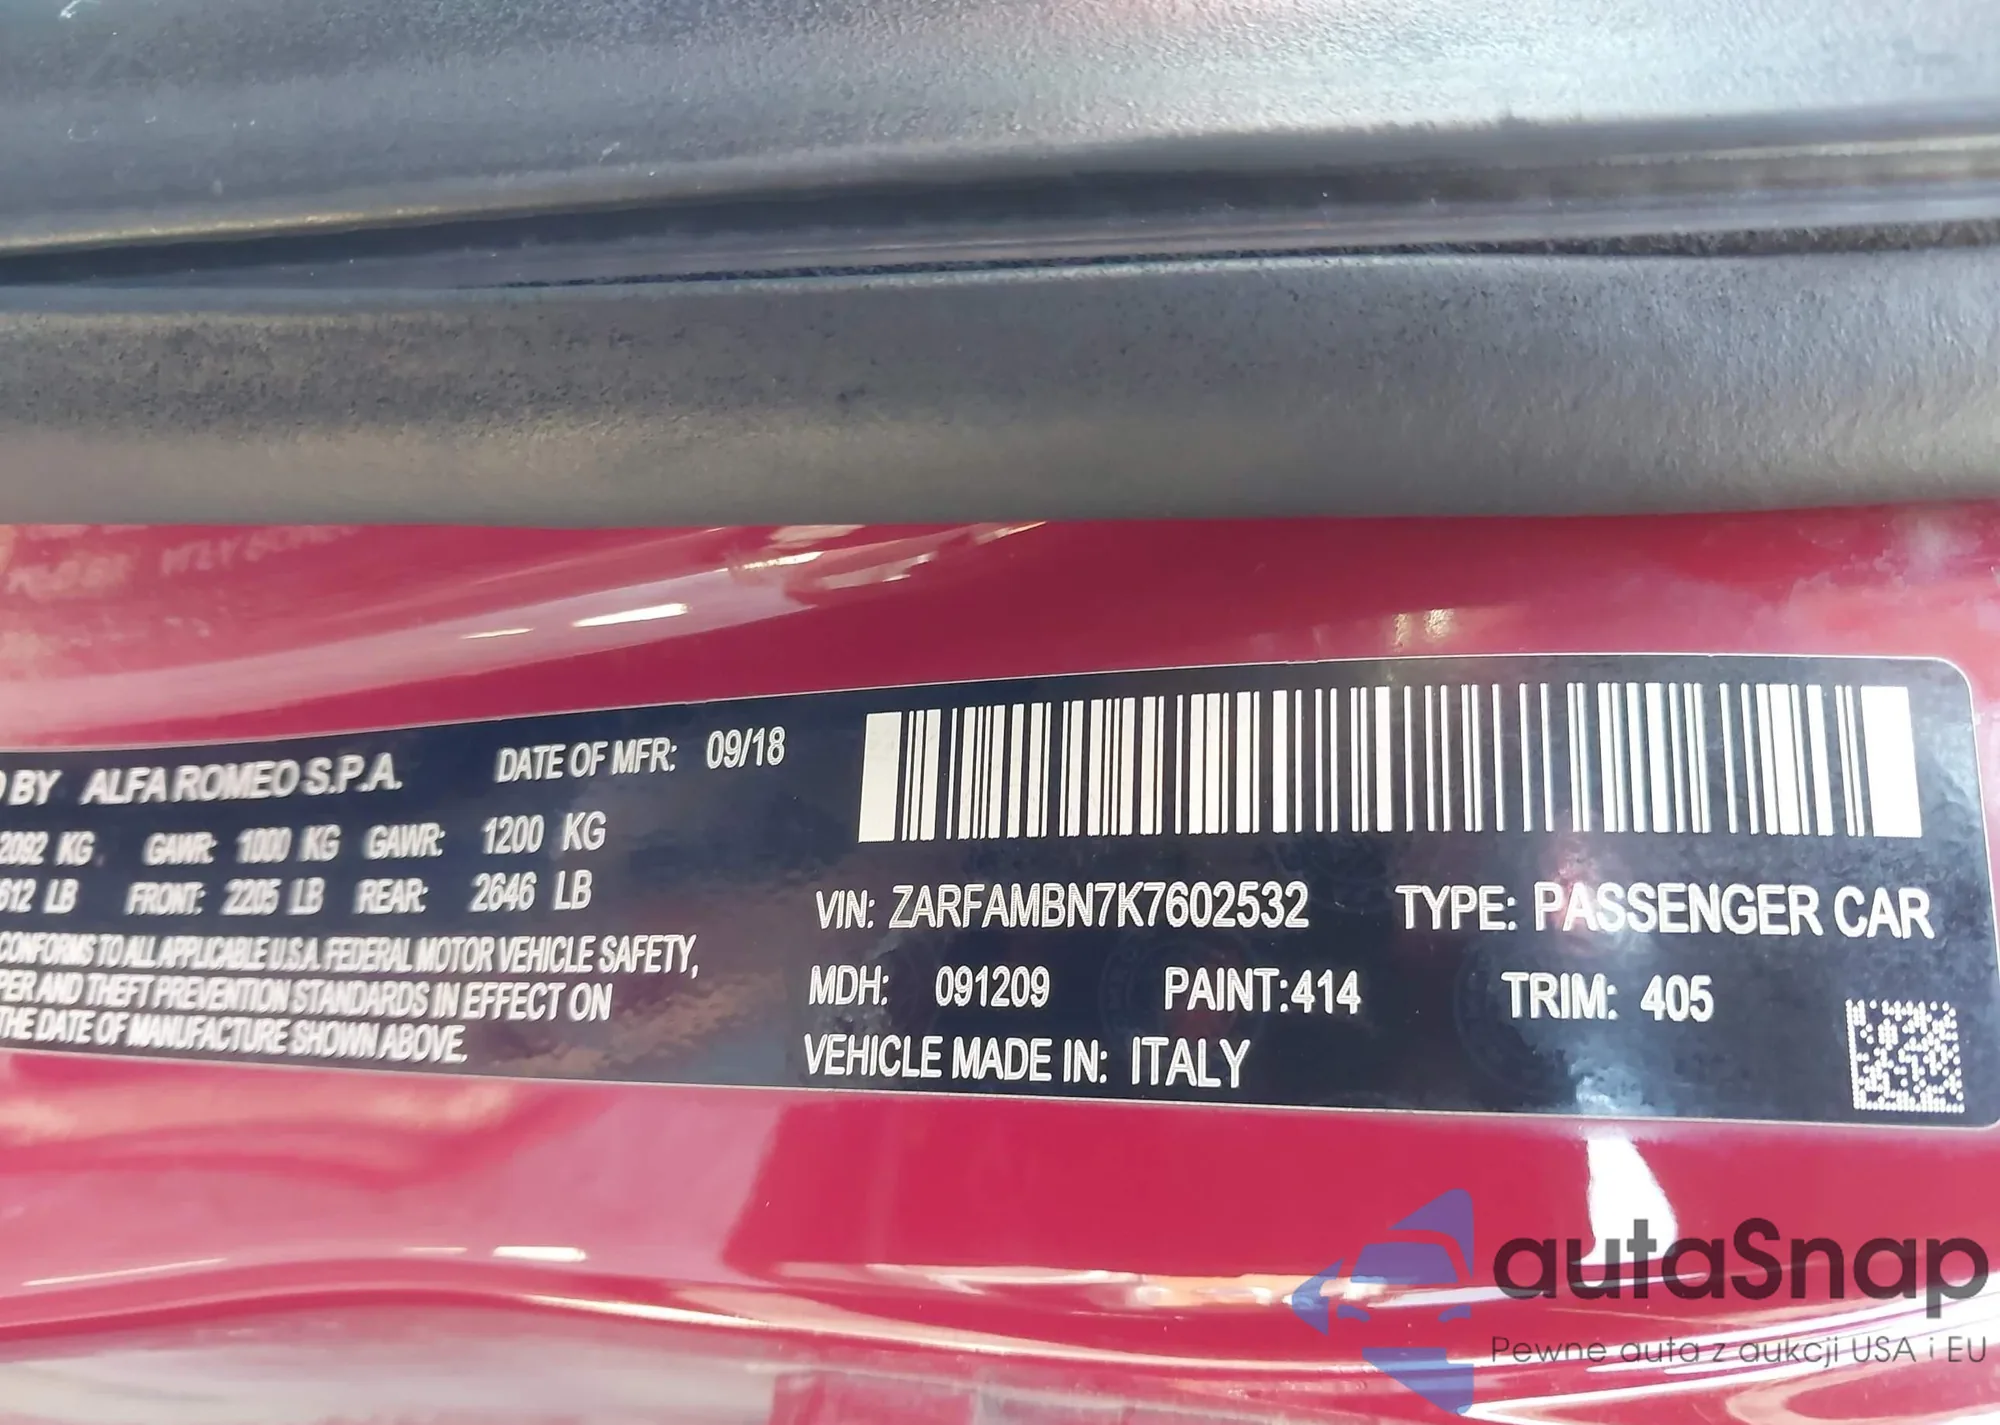 BY ALFA ROMEO S.P.A. DATE OF MFR: 09/18
2092 KG GAWR: 1000 KG GAWR: 1200 KG
612 LB FRONT: 2205 LB REAR: 2646 LB
CONFORMS TO ALL APPLICABLE U.S.A. FEDERAL MOTOR VEHICLE SAFETY,
PER AND THEFT PREVENTION STANDARDS IN EFFECT ON
THE DATE OF MANUFACTURE SHOWN ABOVE.
VIN: ZARFAMBN7K7602532 TYPE: PASSENGER CAR
MDH: 091209 PAINT:414 TRIM: 405
VEHICLE MADE IN: ITALY
autaSnap
Pewne auta z aukcji USA i EU